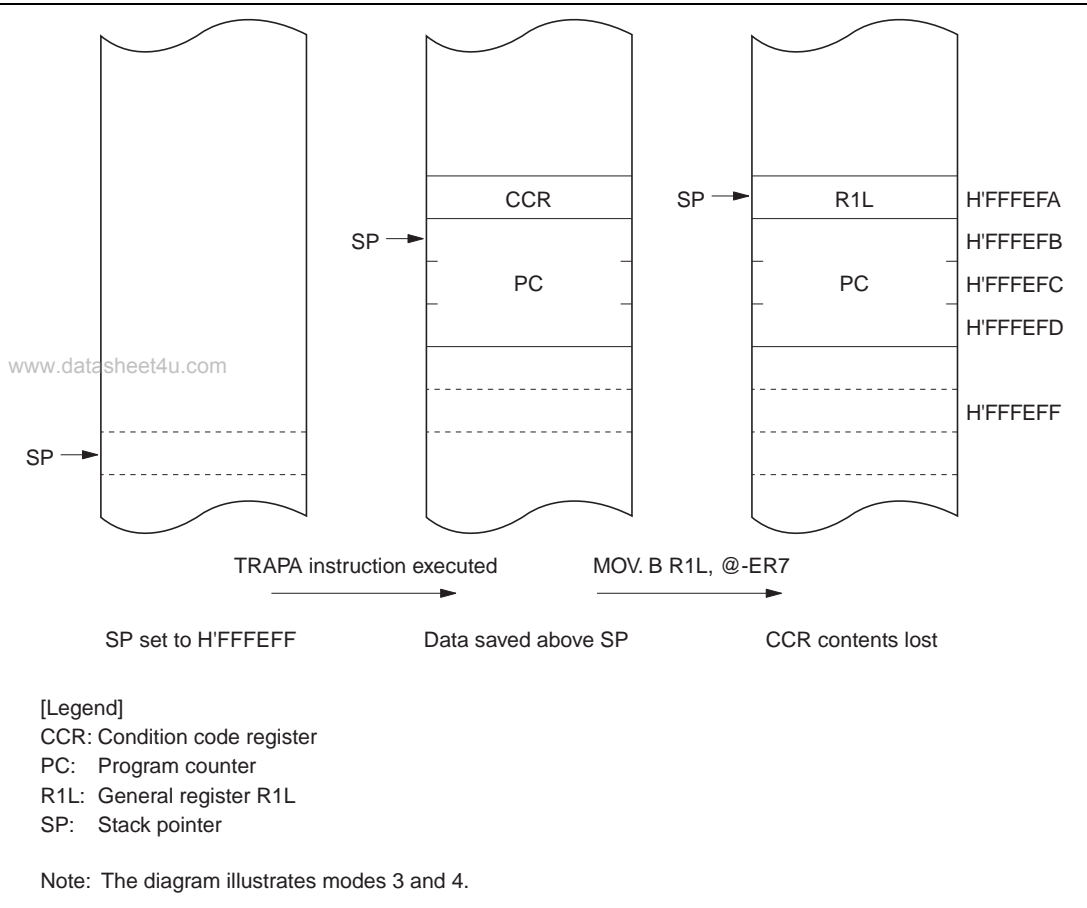 CCR
SP
R1L
H'FFFEFA
SP
H'FFFEFB
PC
PC
H'FFFEFC
H'FFFEFD
www.datasheet4u.com
H'FFFEFF
SP
TRAPA instruction executed
MOV. B R1L, @-ER7
SP set to H'FFFEFF
Data saved above SP
CCR contents lost
[Legend]
CCR: Condition code register
PC: Program counter
R1L: General register R1L
SP: Stack pointer
Note: The diagram illustrates modes 3 and 4.